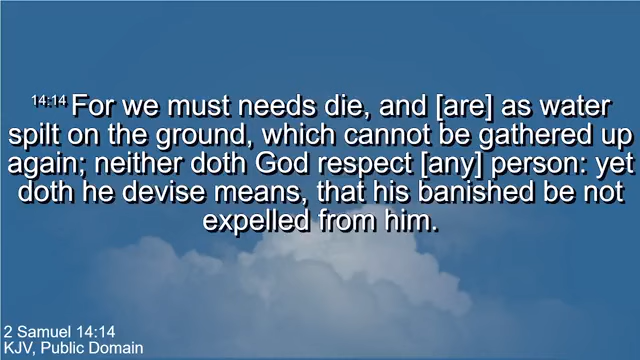 14:14 For we must needs die, and [are] as water
spilt on the ground, which cannot be gathered up
again; neither doth God respect [any] person: yet
doth he devise means, that his banished be not
expelled from him.
2 Samuel 14:14
KJV, Public Domain